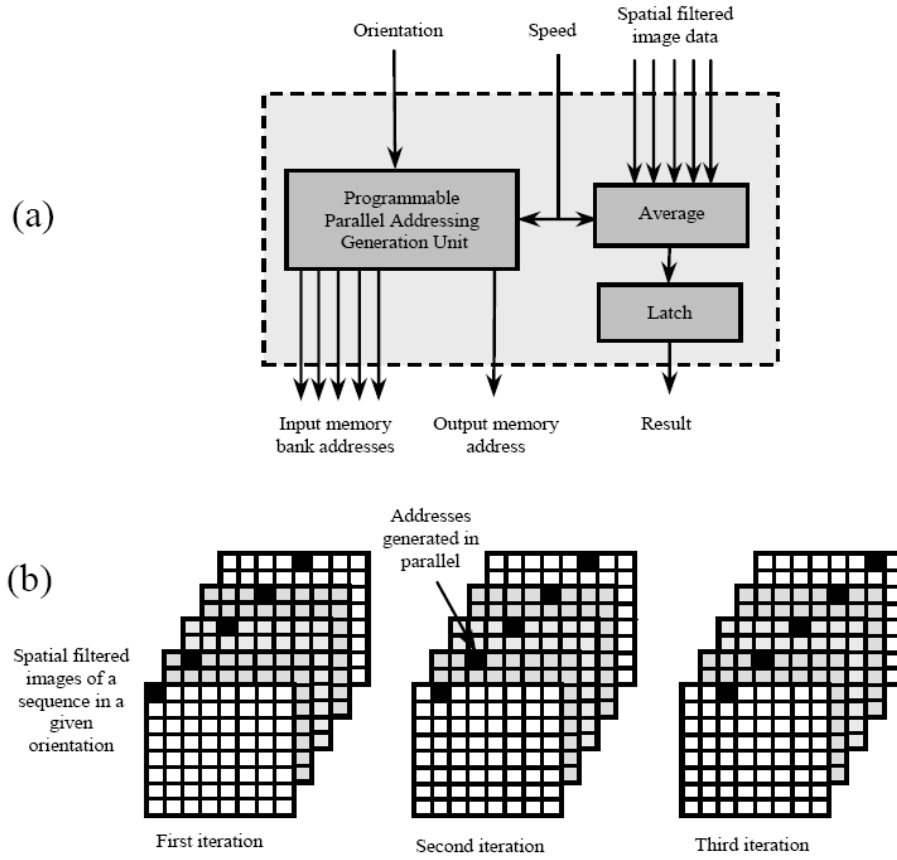 Orientation
Speed
Spatial filtered
image data
(a)
Programmable
Parallel Addressing
Generation Unit
Average
Latch
Input memory
bank addresses
Output memory
address
Result
Addresses
generated in
parallel
(b)
Spatial filtered
images of a
sequence in a
given
orientation
First iteration
Second iteration
Third iteration